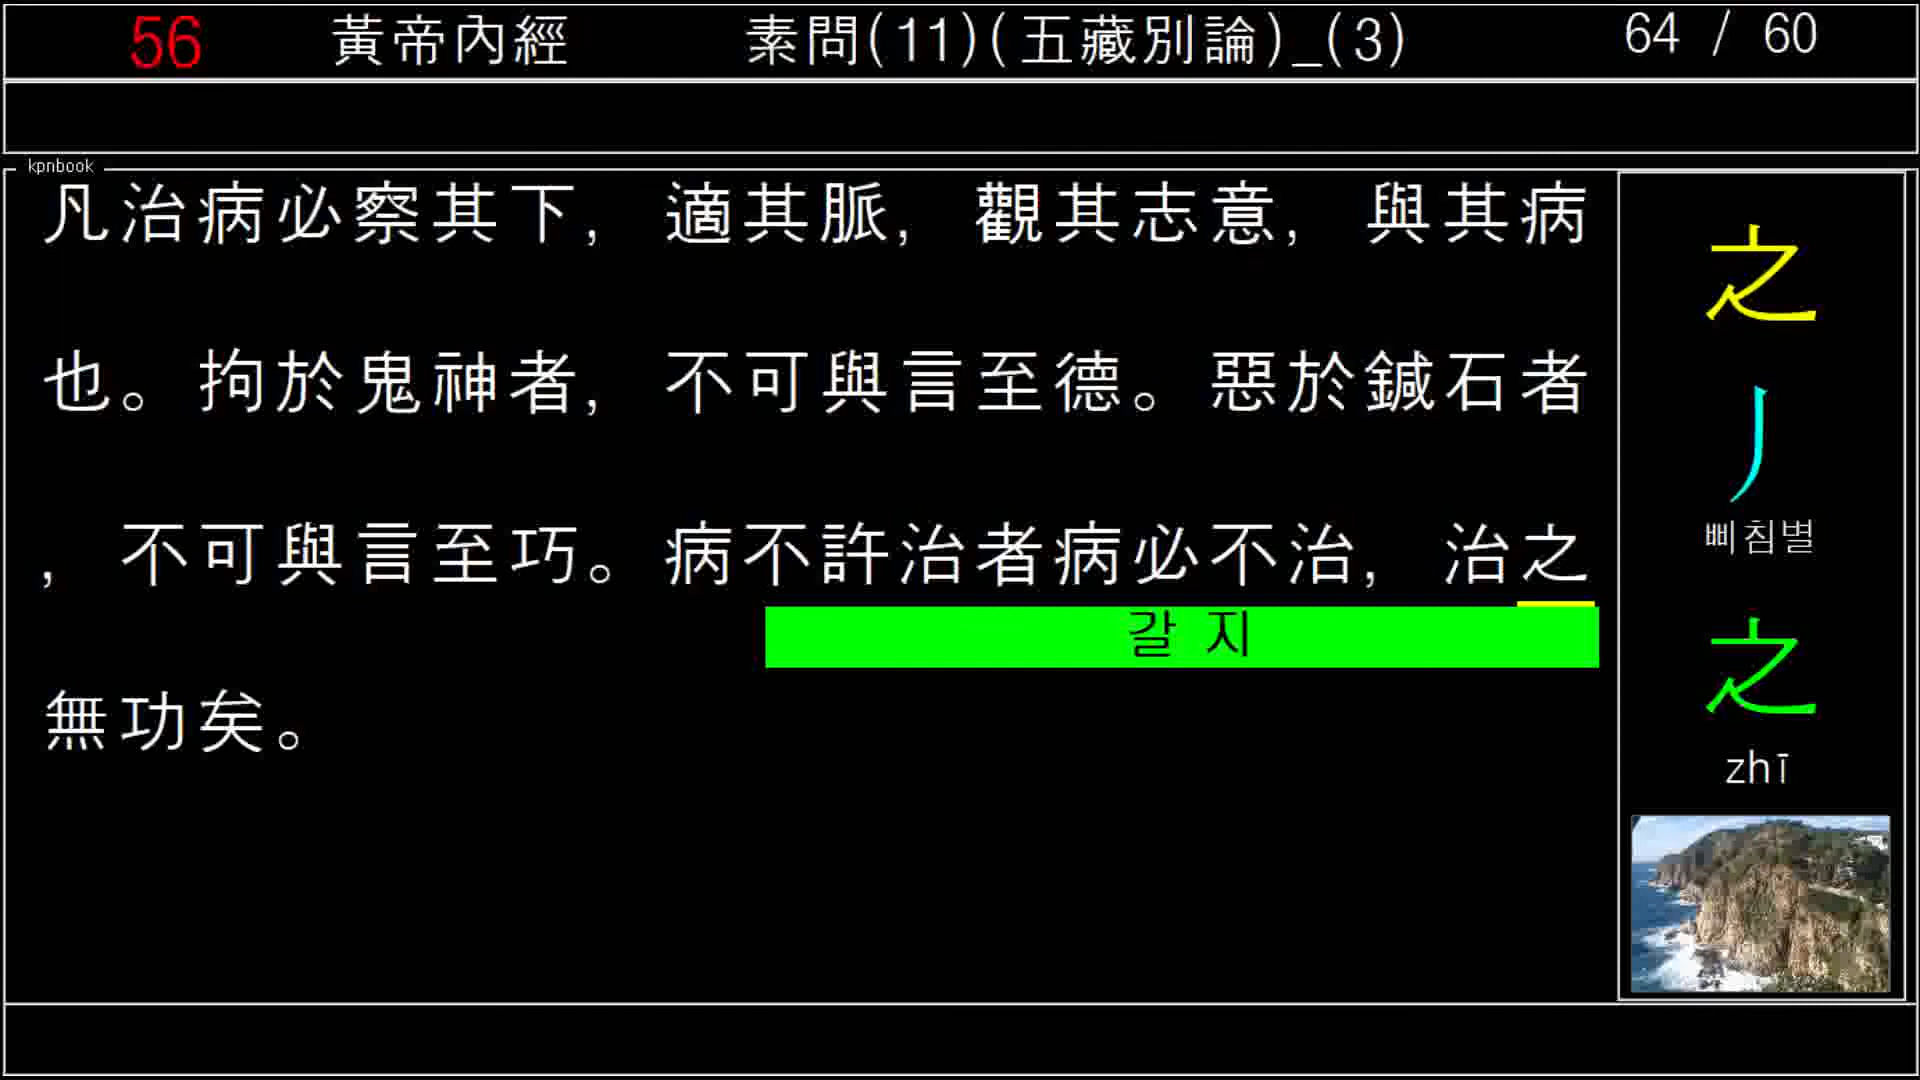 56 黃帝內經 素問(11)(五藏別論)_(3) 64 / 60
kpnbook
凡治病必察其下, 適其脈, 觀其志意, 與其病
也。拘於鬼神者, 不可與言至德。惡於鍼石者
, 不可與言至巧。病不許治者病必不治, 治之
갈 지
無功矣。
之
丿
삐침별
之
zhī